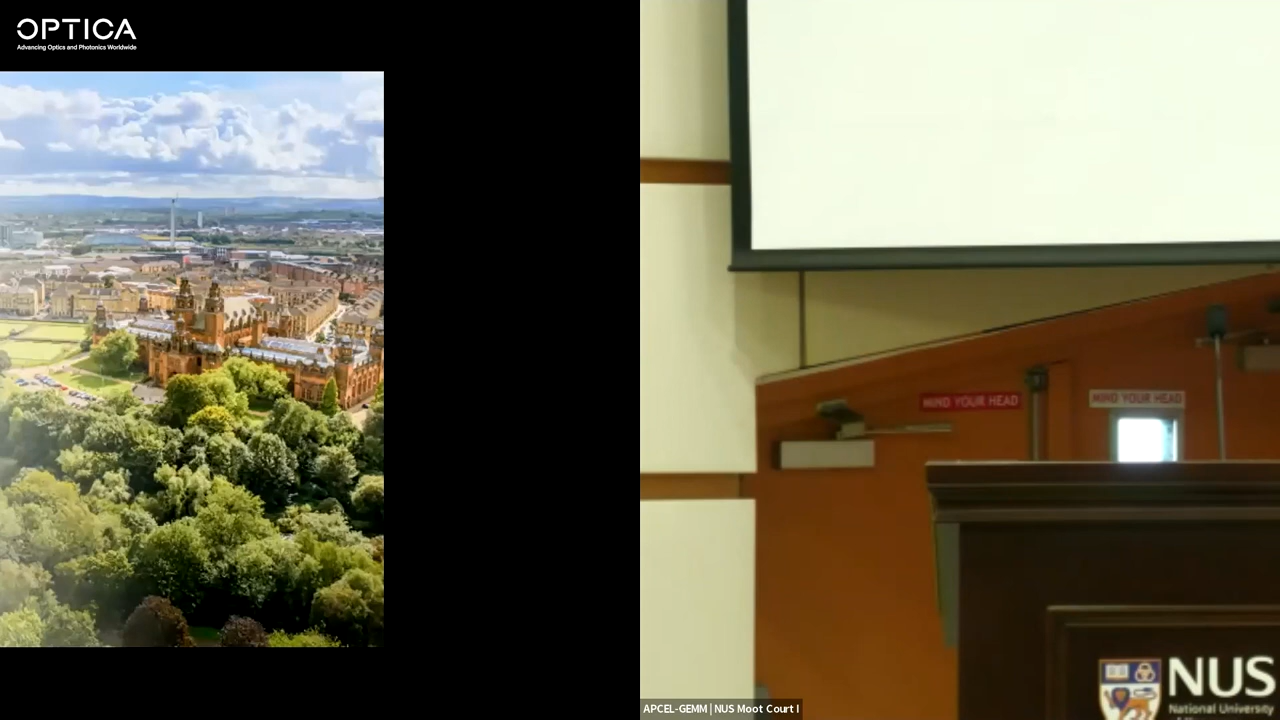 OPTICA
Advancing Optics and Photonics Worldwide
MIND YOUR HEAD
MIND YOUR HEAD
NUS
National University
APCEL-GEMM | NUS Moot Court I